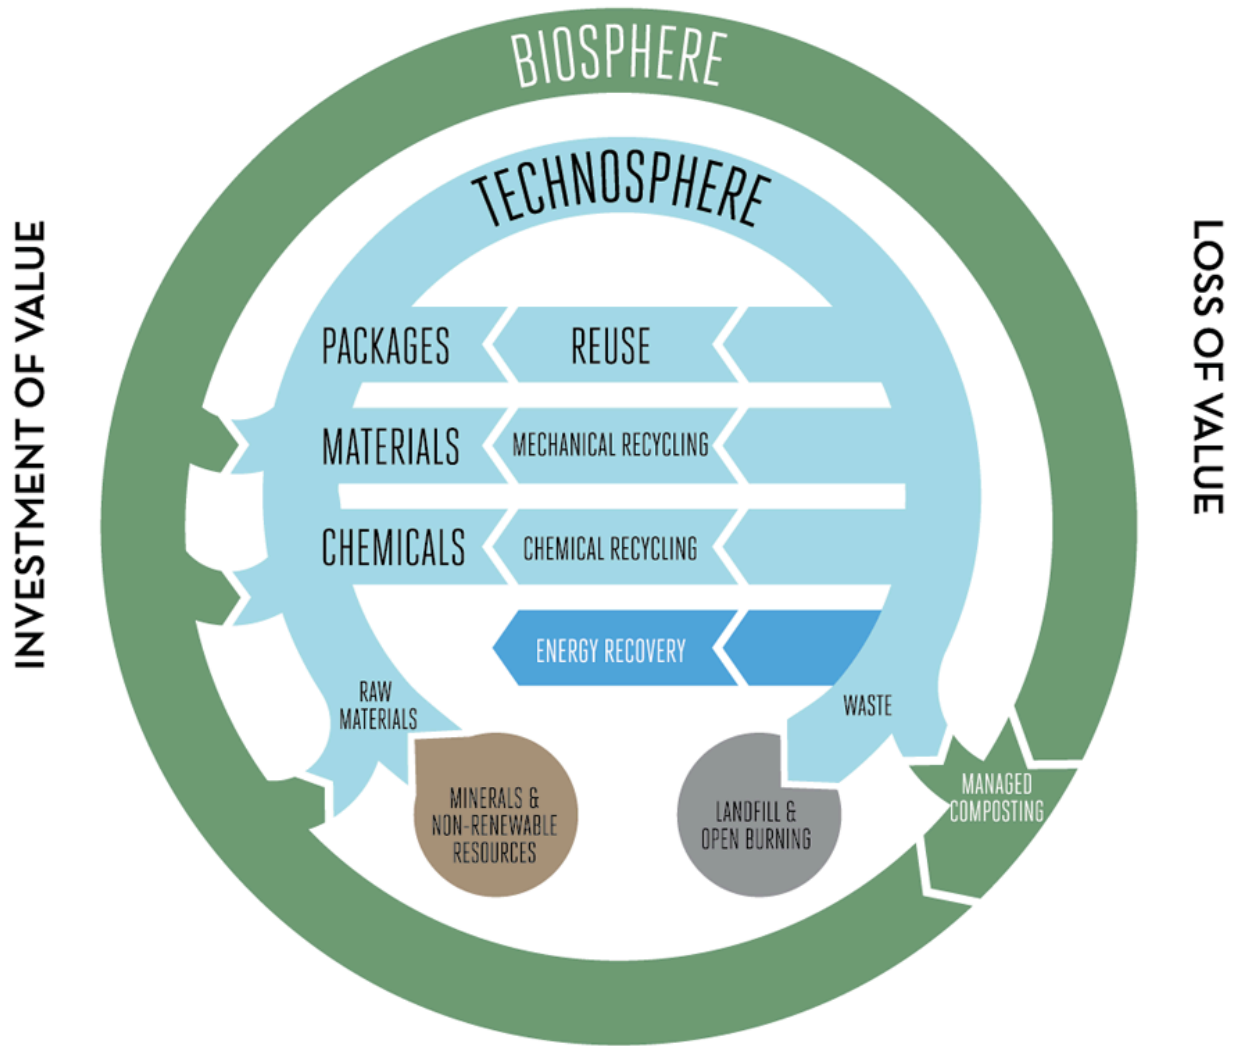 BIOSPHERE
TECHNOSPHERE
INVESTMENT OF VALUE
LOSS OF VALUE
PACKAGES
REUSE
MATERIALS
MECHANICAL RECYCLING
CHEMICALS
CHEMICAL RECYCLING
ENERGY RECOVERY
RAW
MATERIALS
WASTE
MINERALS &
NON-RENEWABLE
RESOURCES
LANDFILL &
OPEN BURNING
MANAGED
COMPOSTING